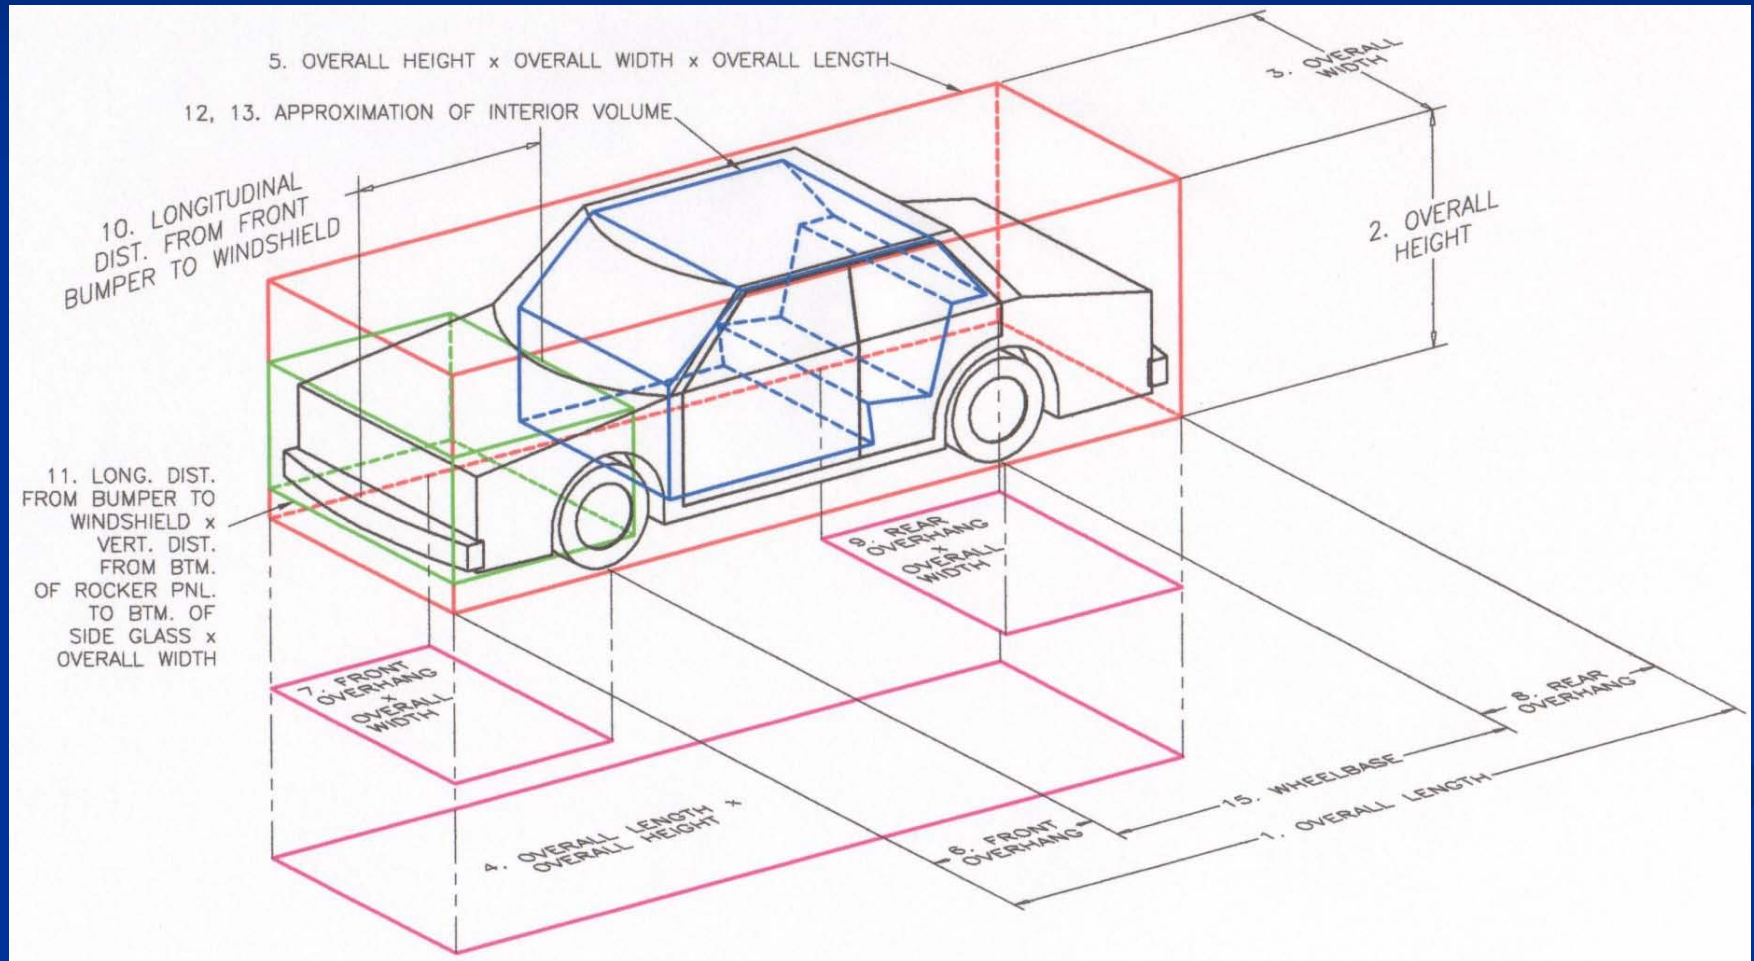 5. OVERALL HEIGHT x OVERALL WIDTH x OVERALL LENGTH
12, 13. APPROXIMATION OF INTERIOR VOLUME
3. OVERALL
WIDTH
10. LONGITUDINAL
DIST. FROM FRONT
BUMPER TO WINDSHIELD
2. OVERALL
HEIGHT
11. LONG. DIST.
FROM BUMPER TO
WINDSHIELD x
VERT. DIST.
FROM BTM.
OF ROCKER PNL.
TO BTM. OF
SIDE GLASS x
OVERALL WIDTH
9. REAR
OVERHANG
x
OVERALL
WIDTH
7. FRONT
OVERHANG
x
OVERALL
WIDTH
8. REAR
OVERHANG
15. WHEELBASE
1. OVERALL LENGTH
6. FRONT
OVERHANG
4. OVERALL LENGTH x
OVERALL HEIGHT